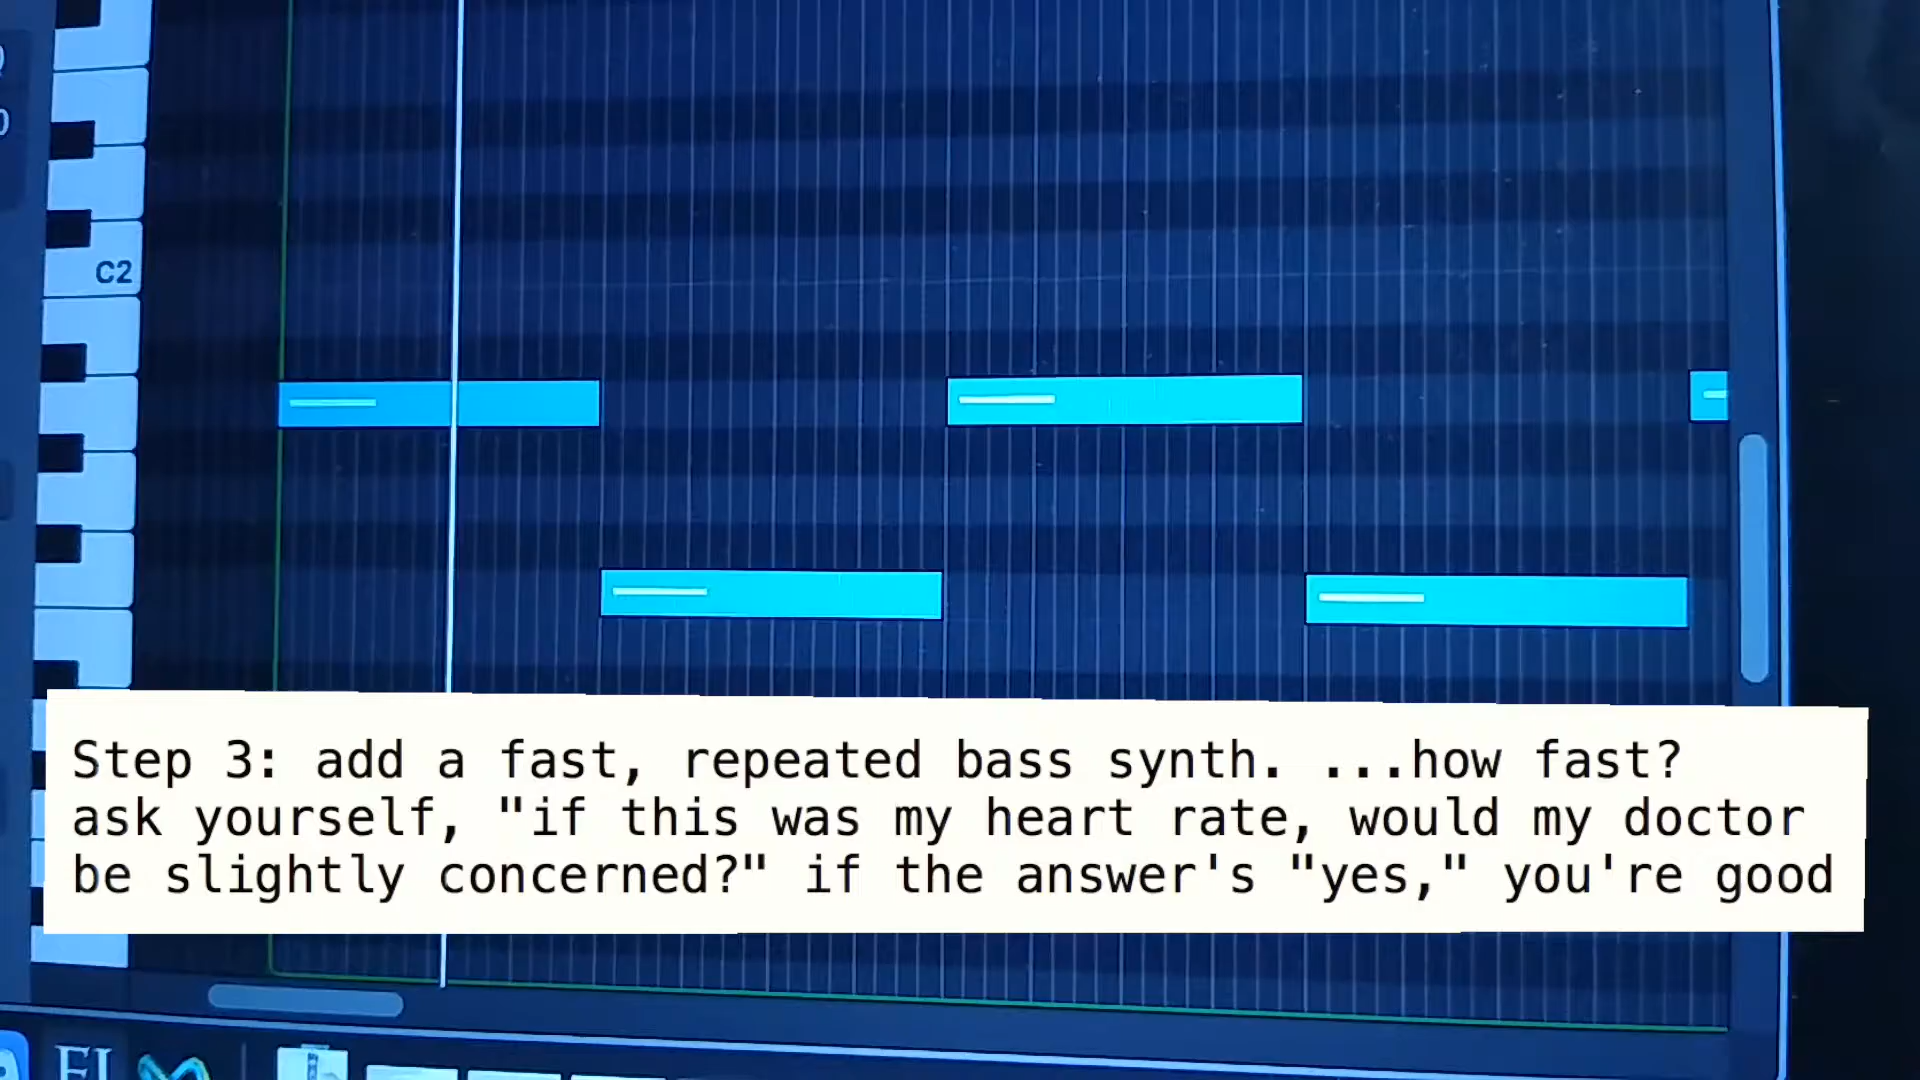 C2
Step 3: add a fast, repeated bass synth. ...how fast?
ask yourself, "if this was my heart rate, would my doctor
be slightly concerned?" if the answer's "yes," you're good